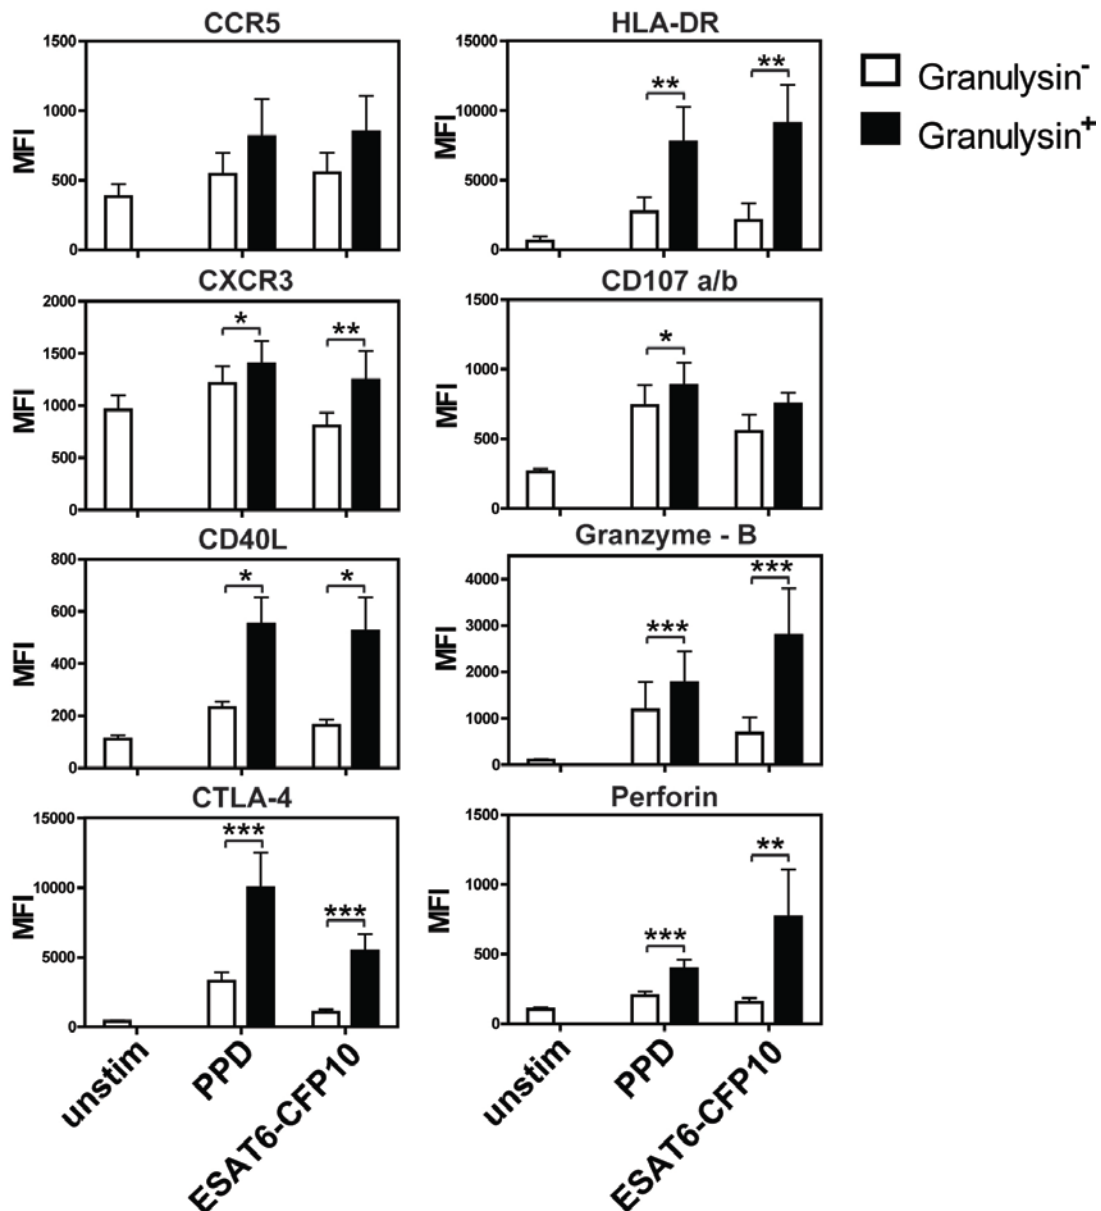 CCR5
1500
1000
500
0
MFI
HLA-DR
15000
10000
5000
0
MFI
Granulysin⁻
Granulysin⁺
CXCR3
2000
1500
1000
500
0
MFI
*
**
CD107 a/b
1500
1000
500
0
MFI
*
**
**
CD40L
800
600
400
200
0
MFI
*
*
Granzyme - B
4000
3000
2000
1000
0
MFI
***
***
CTLA-4
15000
10000
5000
0
MFI
***
***
Perforin
1500
1000
500
0
MFI
***
**
unstim
PPD
ESAT6-CFP10
unstim
PPD
ESAT6-CFP10